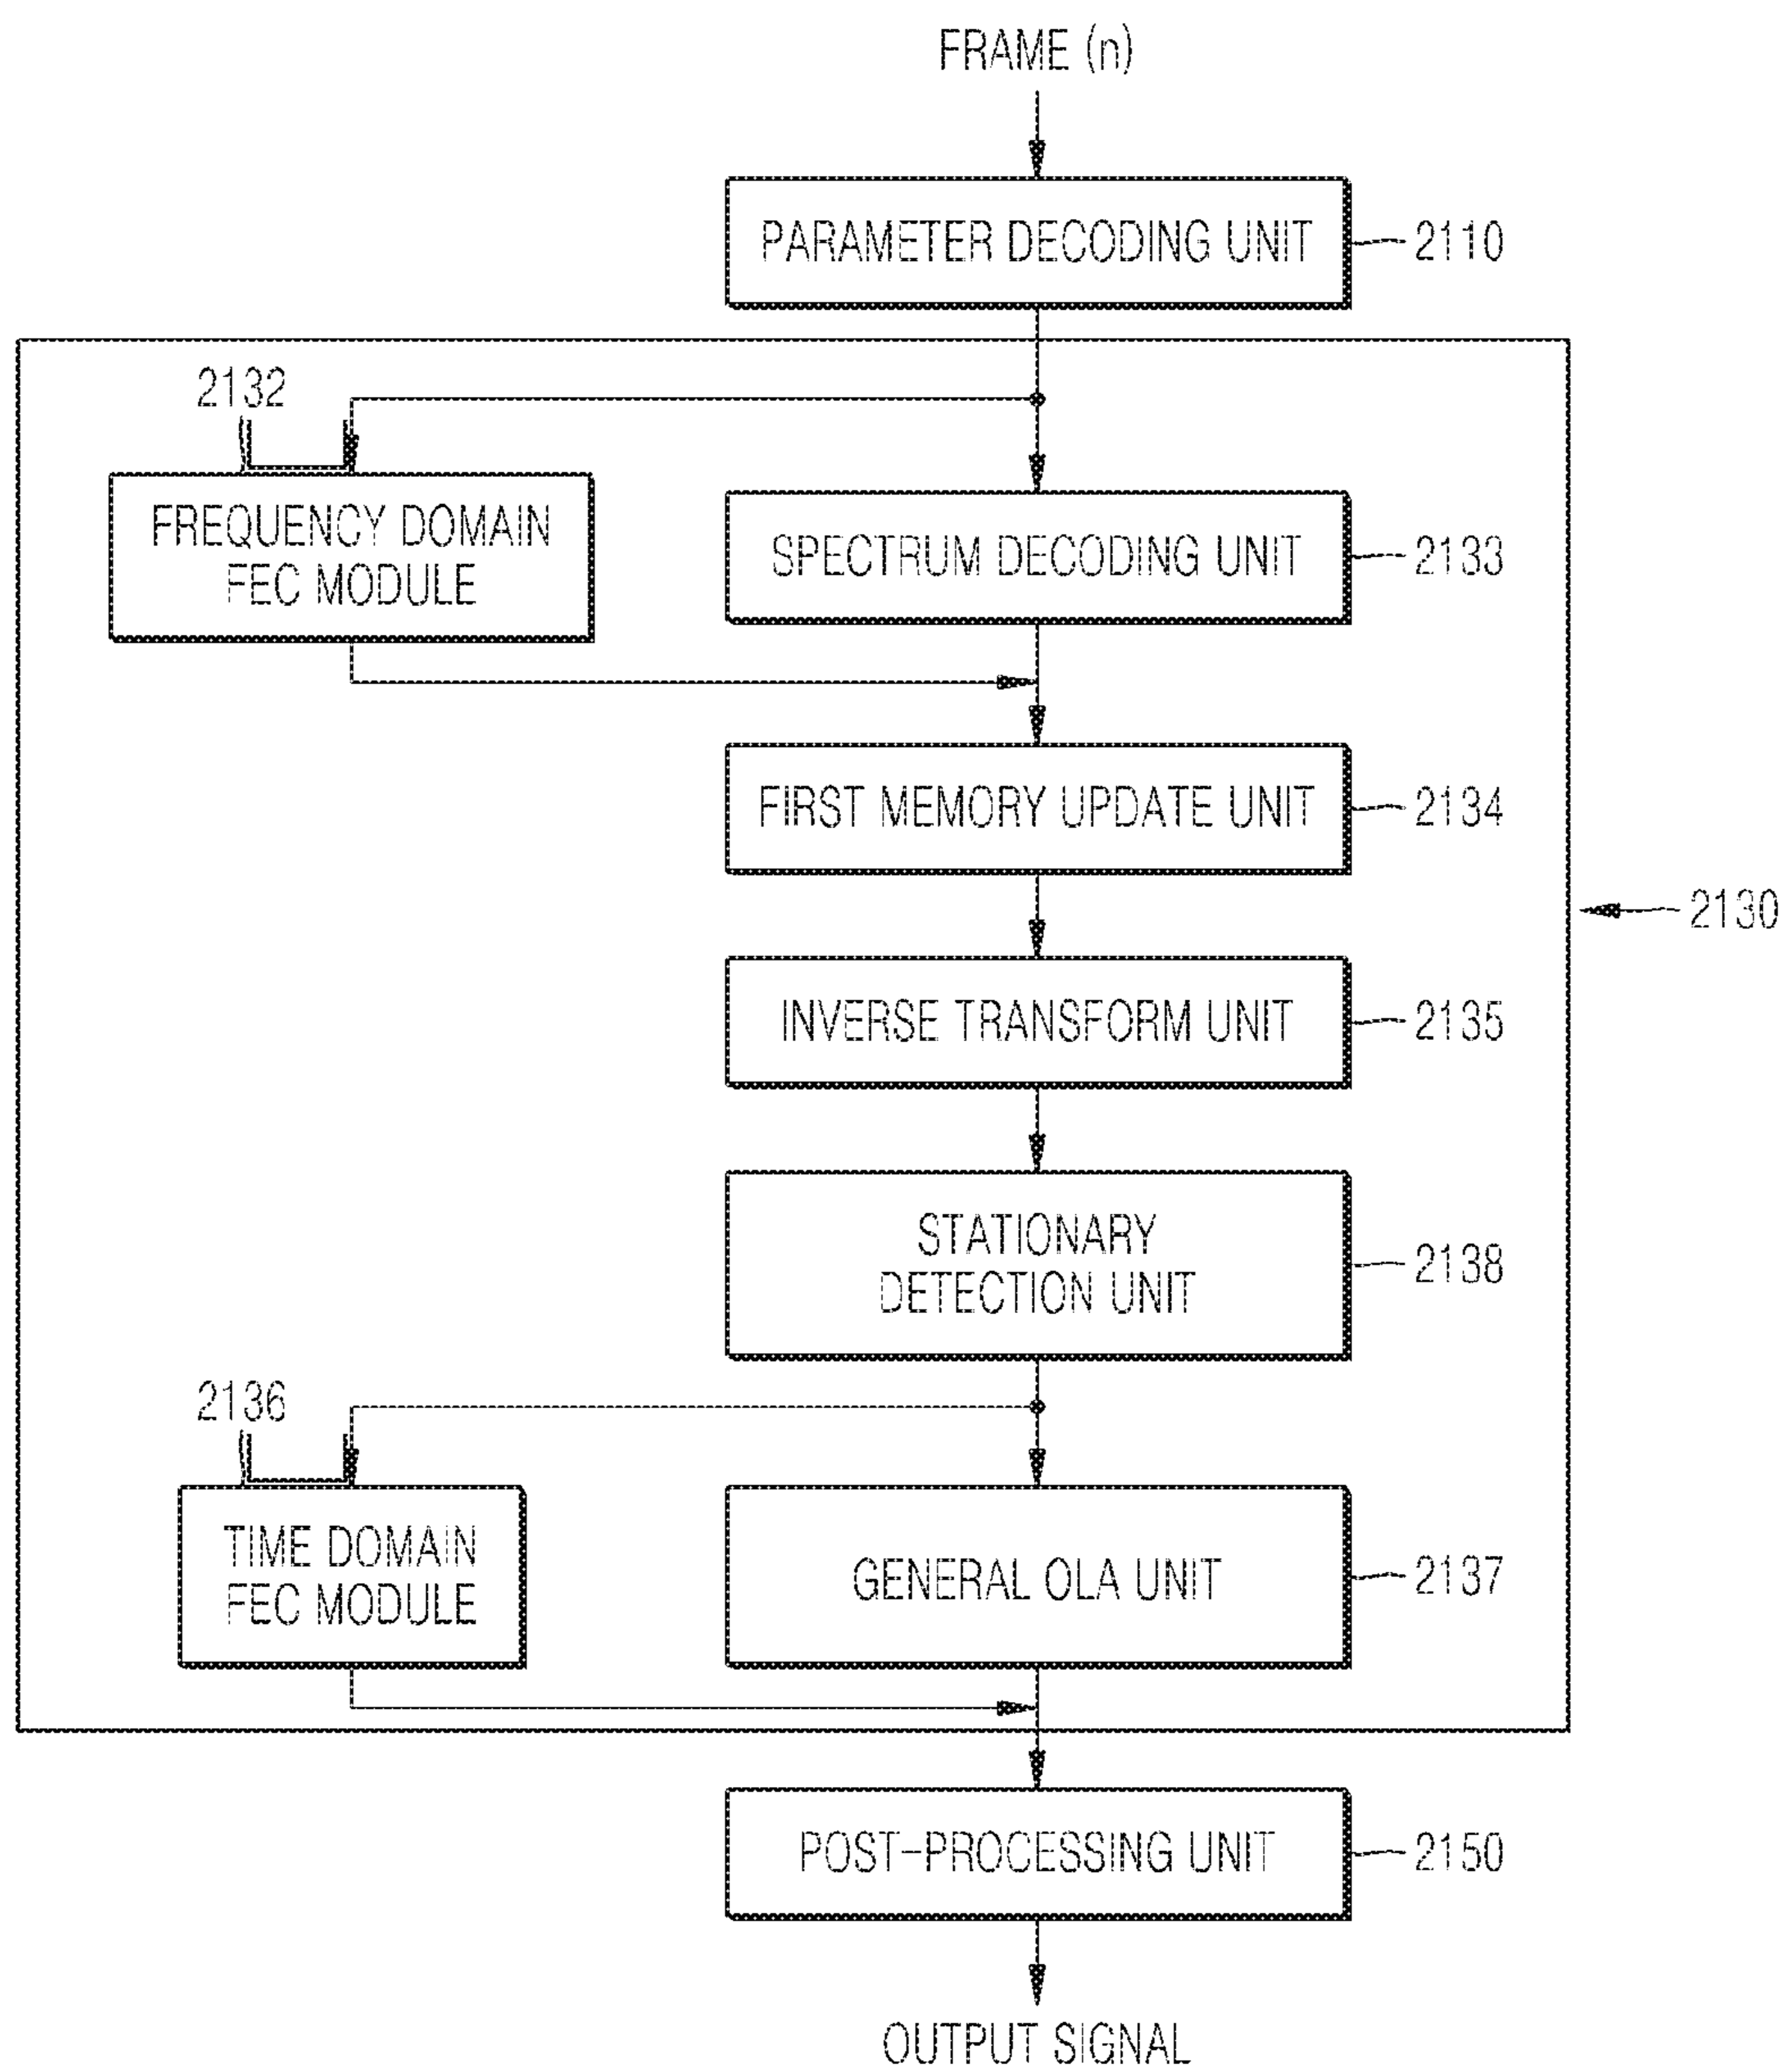 FRAME (n)
PARAMETER DECODING UNIT
2110
2132
FREQUENCY DOMAIN
FEC MODULE
SPECTRUM DECODING UNIT
2133
FIRST MEMORY UPDATE UNIT
2134
2130
INVERSE TRANSFORM UNIT
2135
STATIONARY
DETECTION UNIT
2138
2136
TIME DOMAIN
FEC MODULE
GENERAL OLA UNIT
2137
POST-PROCESSING UNIT
2150
OUTPUT SIGNAL